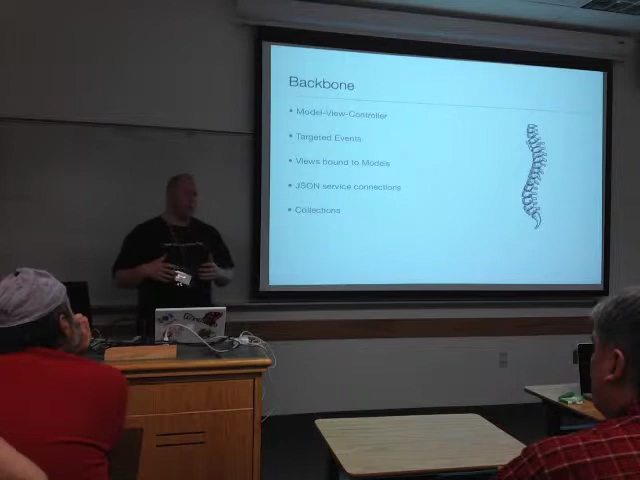 Backbone
• Model-View-Controller
• Targeted Events
• Views bound to Models
• JSON service connections
• Collections